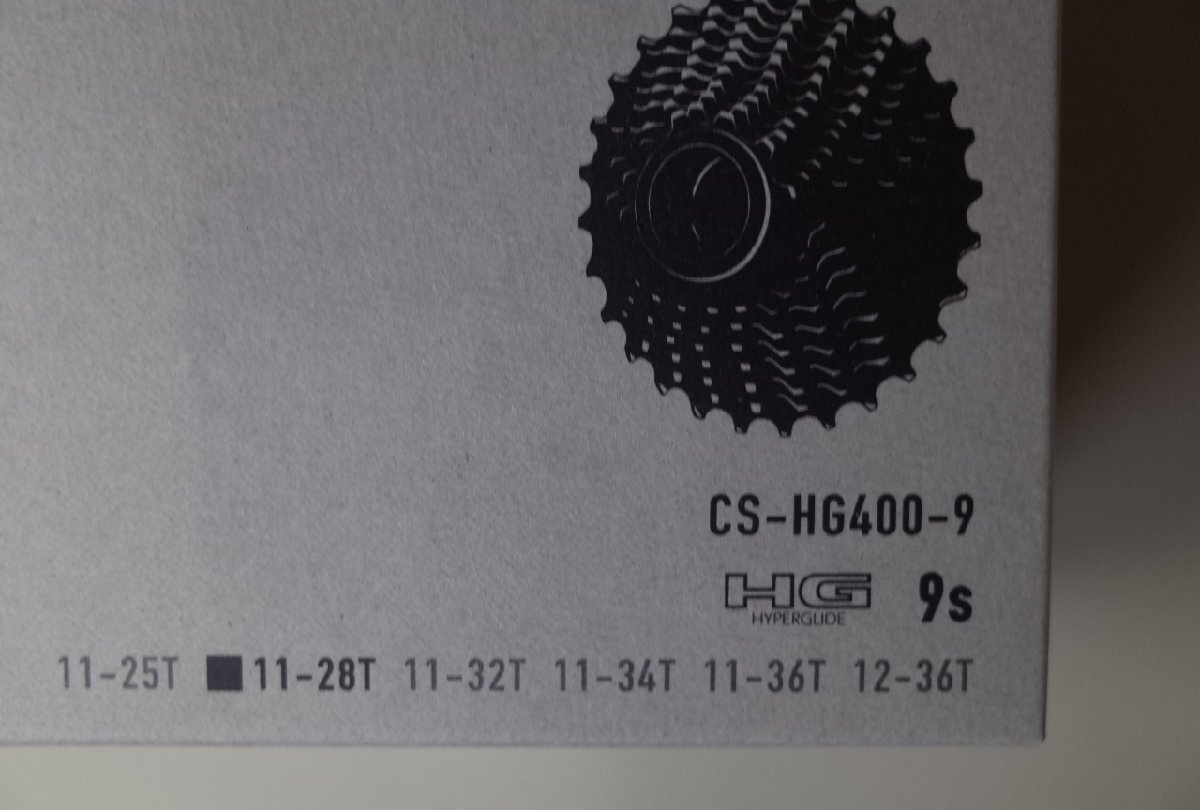 CS-HG400-9
HG 9s
HYPERGLIDE
11-25T 11-28T 11-32T 11-34T 11-36T 12-36T